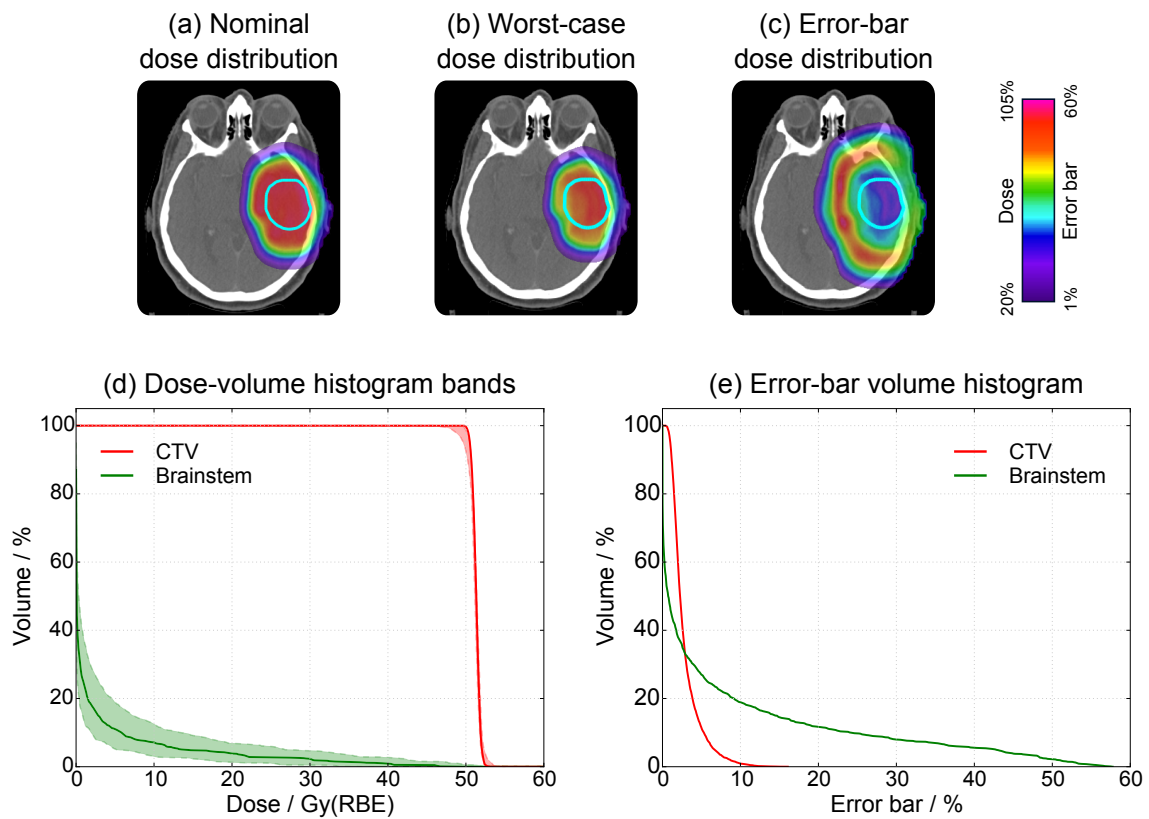 (a) Nominal
dose distribution
(b) Worst-case
dose distribution
(c) Error-bar
dose distribution
105%
60%
Dose
Error bar
20%
1%
(d) Dose-volume histogram bands
100
80
60
40
20
0
Volume / %
CTV
Brainstem
10
20
30
40
50
60
Dose / Gy(RBE)
(e) Error-bar volume histogram
100
80
60
40
20
0
Volume / %
CTV
Brainstem
0
10
20
30
40
50
60
Error bar / %